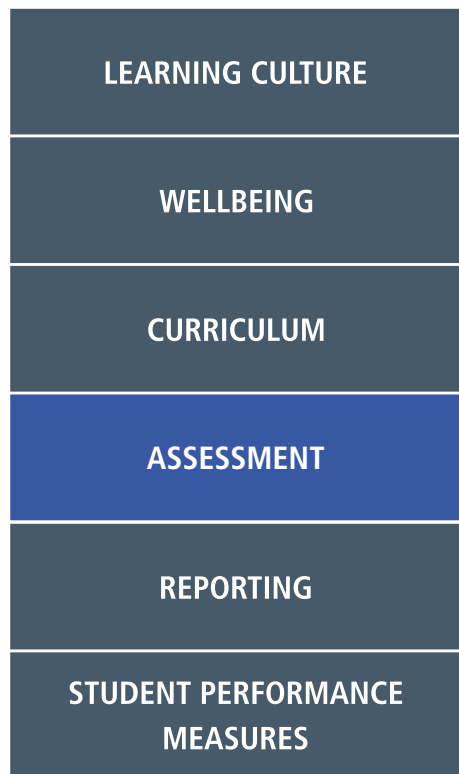 LEARNING CULTURE
WELLBEING
CURRICULUM
ASSESSMENT
REPORTING
STUDENT PERFORMANCE
MEASURES